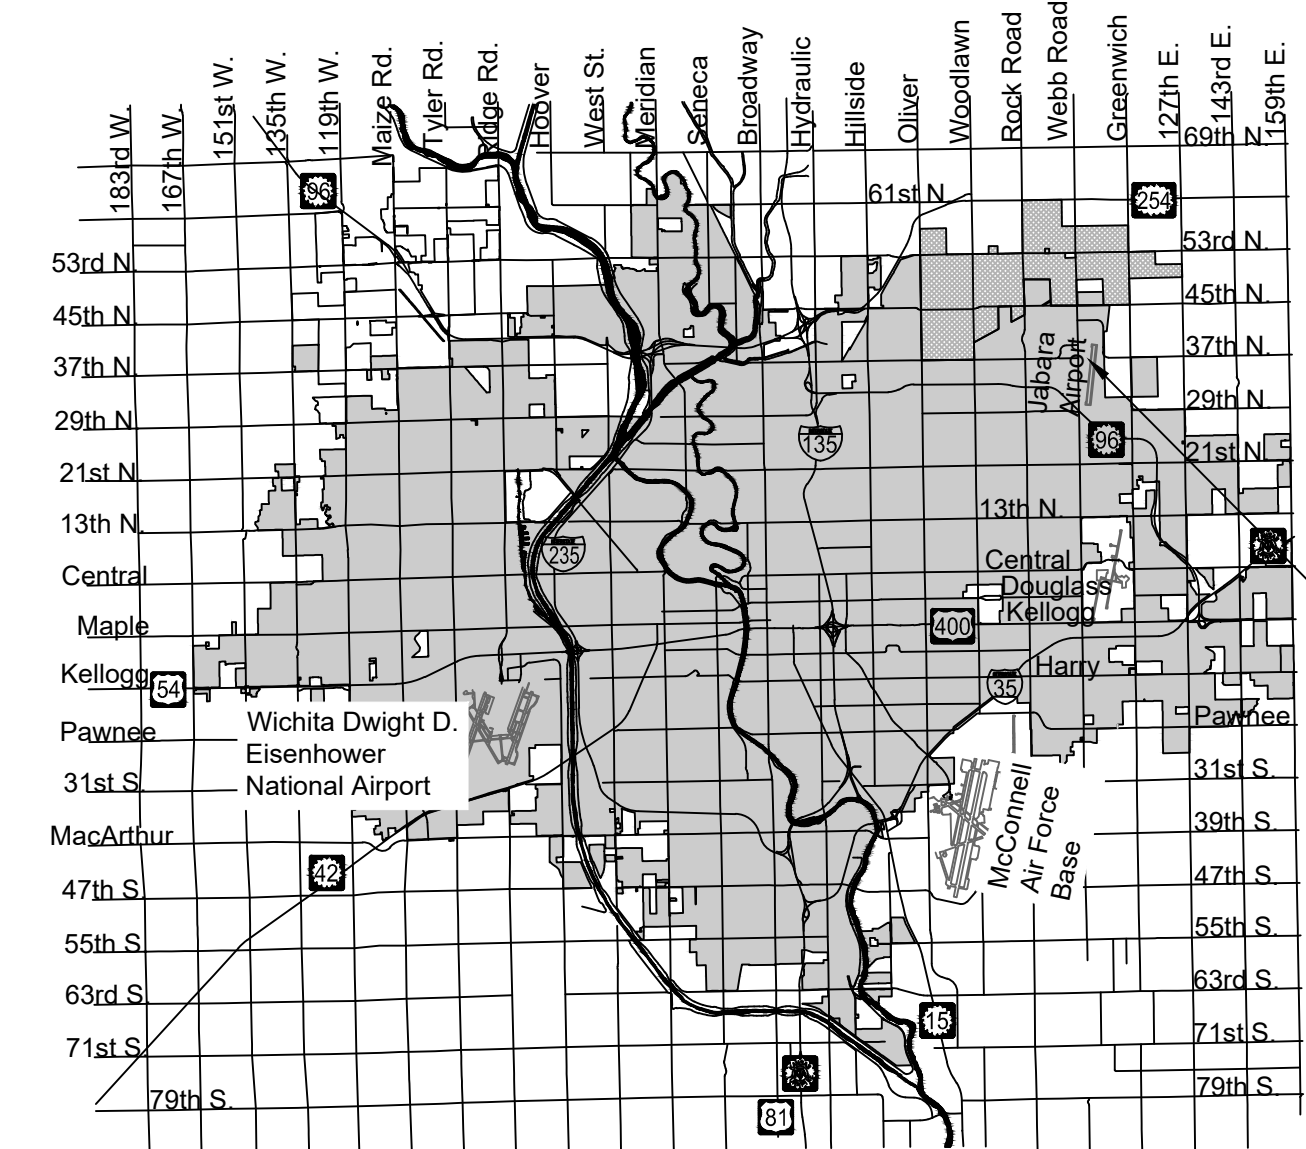 183rd W.
167th W.
151st W.
135th W.
119th W.
Maize Rd.
Tyler Rd.
Ridge Rd.
Hoover
West St.
Meridian
Seneca
Broadway
Hydraulic
Hillside
Oliver
Woodlawn
Rock Road
Webb Road
Greenwich
127th E.
143rd E.
159th E.
69th N.
96
61st N.
254
53rd N.
53rd N.
45th N.
45th N.
37th N.
37th N.
Jabara
Airport
29th N.
29th N.
135
96
21st N.
21st N.
13th N.
13th N.
235
Central
Central
Douglass
Kellogg
Maple
400
Kellogg
54
Harry
35
Wichita Dwight D.
Eisenhower
National Airport
Pawnee
Pawnee
31st S.
31st S.
McConnell
Air Force
Base
MacArthur
39th S.
42
47th S.
47th S.
55th S.
55th S.
63rd S.
63rd S.
15
71st S.
71st S.
79th S.
79th S.
81